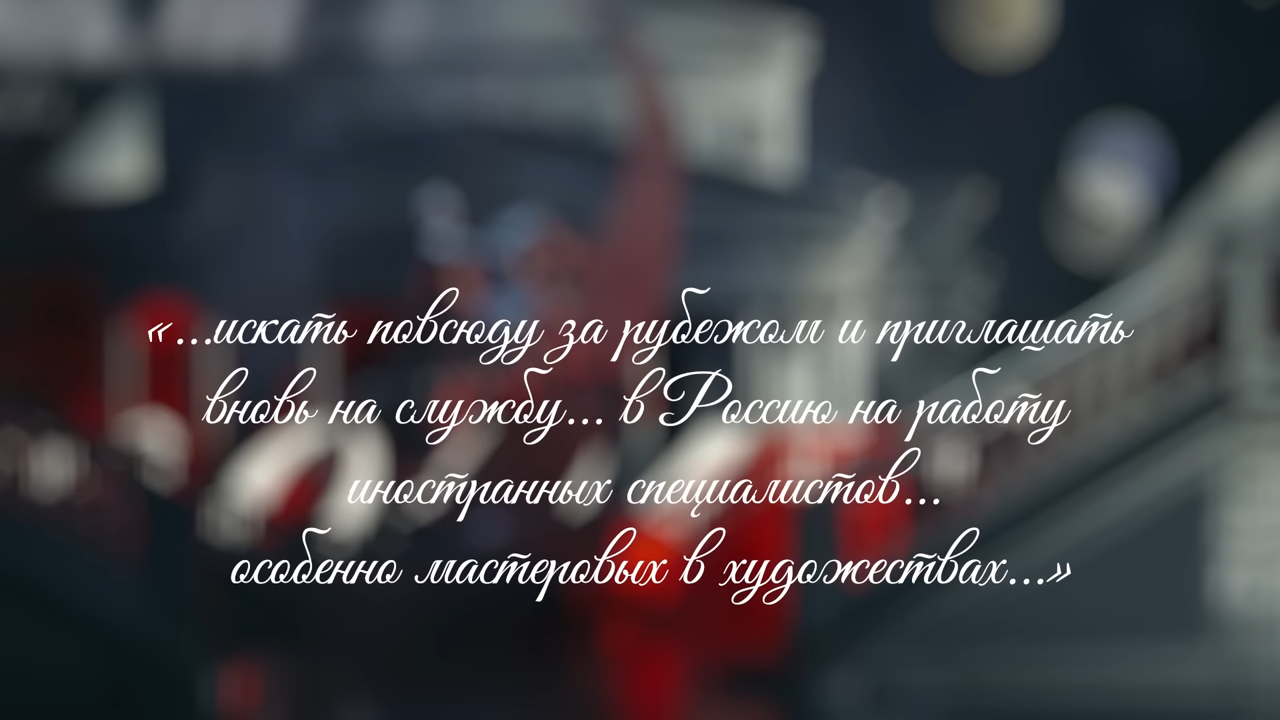 «...искать повсюду за рубежом и приглашать
вновь на службу... в Россию на работу
иностранных специалистов...
особенно мастеровых в художествах...»